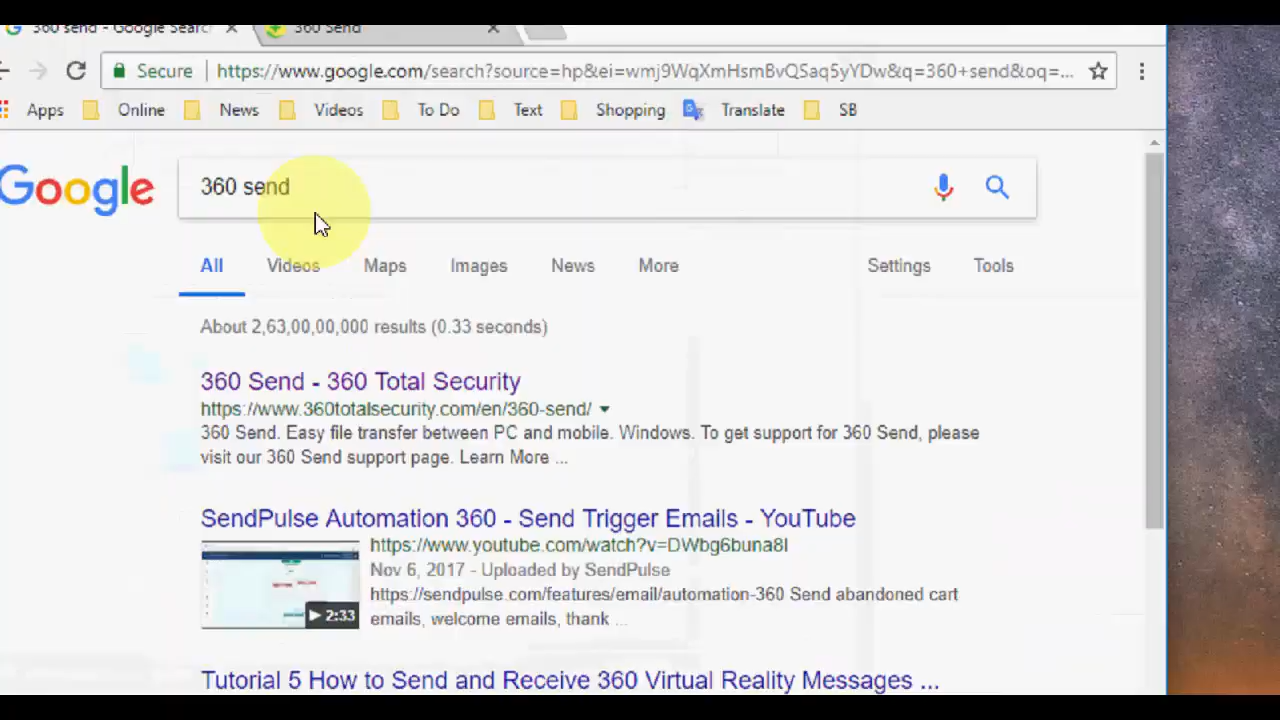 360 send - Google Search
360 Send
Secure https://www.google.com/search?source=hp&ei=wmj9WqXmHsmBvQSaq5yYDw&q=360+send&oq=...
Apps Online News Videos To Do Text Shopping Translate SB
Google
360 send
All Videos Maps Images News More Settings Tools
About 2,63,00,00,000 results (0.33 seconds)
360 Send - 360 Total Security
https://www.360totalsecurity.com/en/360-send/
360 Send. Easy file transfer between PC and mobile. Windows. To get support for 360 Send, please
visit our 360 Send support page. Learn More ...
SendPulse Automation 360 - Send Trigger Emails - YouTube
https://www.youtube.com/watch?v=DWbg6buna8I
Nov 6, 2017 - Uploaded by SendPulse
https://sendpulse.com/features/email/automation-360 Send abandoned cart
emails, welcome emails, thank ...
2:33
Tutorial 5 How to Send and Receive 360 Virtual Reality Messages ...